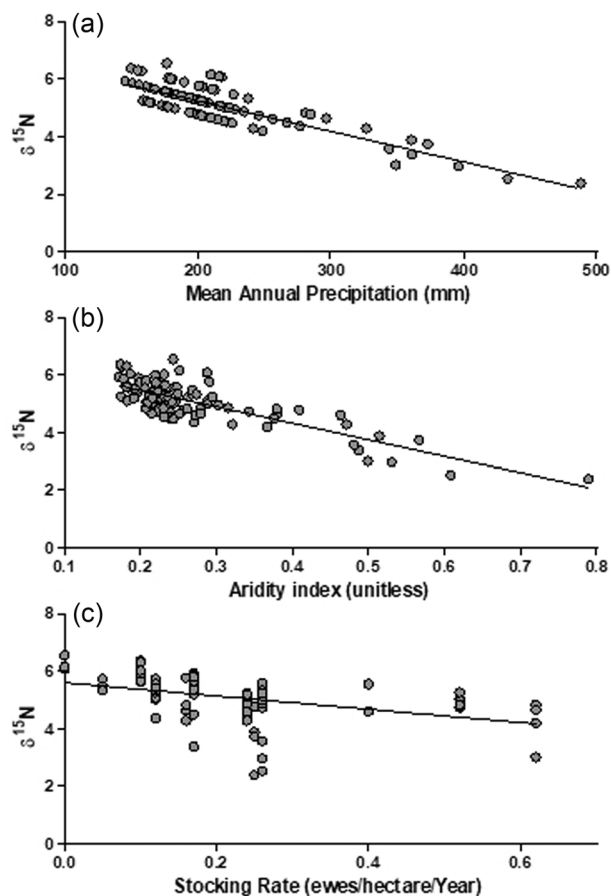 (a)
8
6
4
2
0
δ 15N
100 200 300 400 500
Mean Annual Precipitation (mm)
(b)
8
6
4
2
0
δ 15N
0.1 0.2 0.3 0.4 0.5 0.6 0.7 0.8
Aridity index (unitless)
(c)
8
6
4
2
0
δ 15N
0.0 0.2 0.4 0.6
Stocking Rate (ewes/hectare/Year)